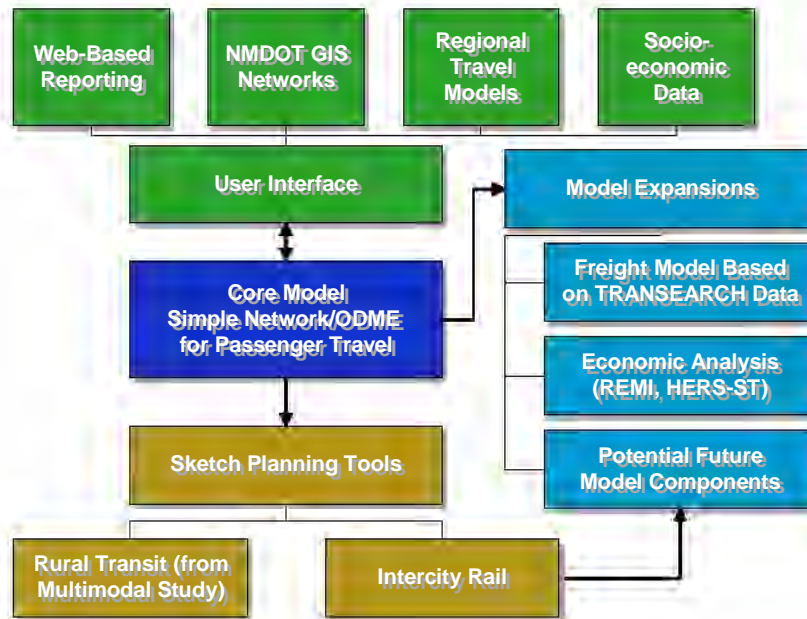 Web-Based
Reporting
NMDOT GIS
Networks
Regional
Travel
Models
Socio-
economic
Data
User Interface
Model Expansions
Core Model
Simple Network/ODME
for Passenger Travel
Freight Model Based
on TRANSEARCH Data
Economic Analysis
(REMI, HERS-ST)
Potential Future
Model Components
Sketch Planning Tools
Rural Transit (from
Multimodal Study)
Intercity Rail